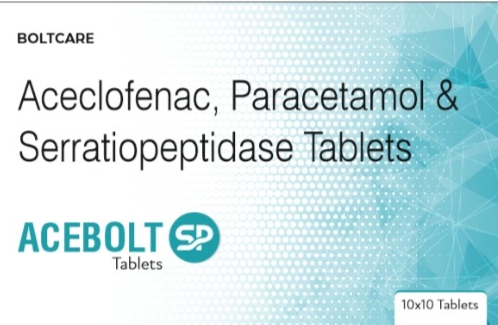 BOLTCARE
Aceclofenac, Paracetamol &
Serratiopeptidase Tablets
ACEBOLT SP
Tablets
10x10 Tablets